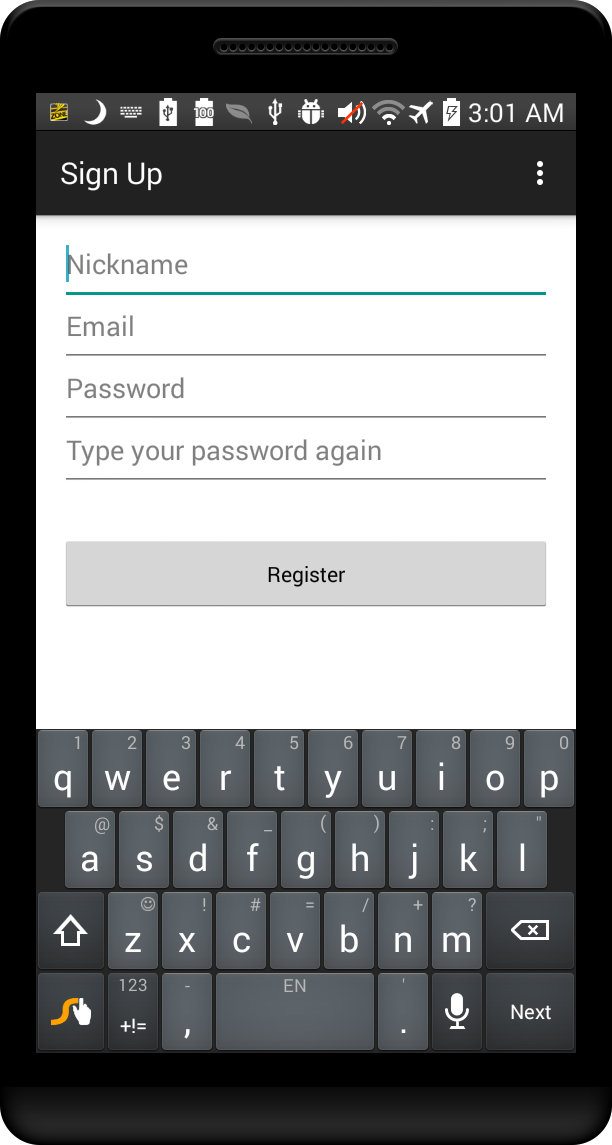 100 3:01 AM
Sign Up
Nickname
Email
Password
Type your password again
Register
1 2 3 4 5 6 7 8 9 0
q w e r t y u i o p
@ $ & _ ( ) : ; "
a s d f g h j k l
! # = / + ?
z x c v b n m
123 - EN '
+!= , . Next